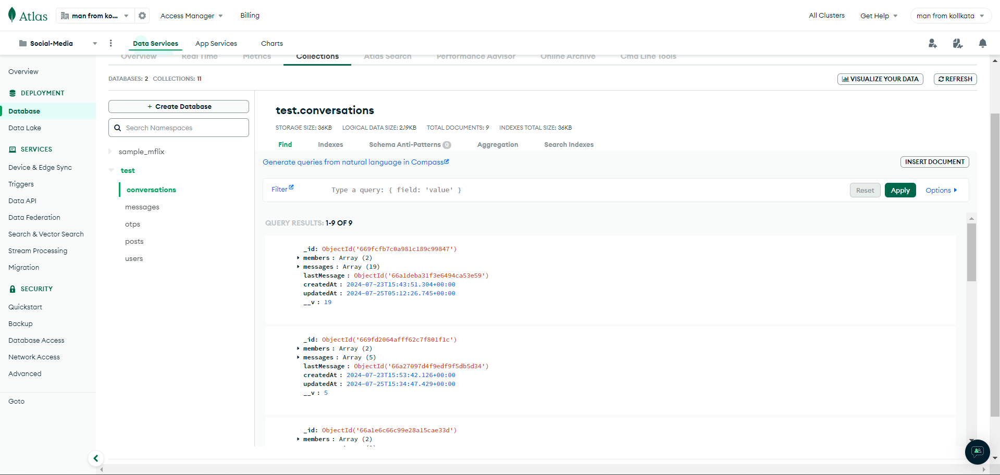 Atlas
man from ko...
Access Manager
Billing
All Clusters
Get Help
man from kollkata
Social-Media
Data Services
App Services
Charts
Overview
Real Time
Metrics
Collections
Atlas Search
Performance Advisor
Online Archive
Cmd Line Tools
Overview
DEPLOYMENT
Database
Data Lake
SERVICES
Device & Edge Sync
Triggers
Data API
Data Federation
Search & Vector Search
Stream Processing
Migration
SECURITY
Quickstart
Backup
Database Access
Network Access
Advanced
Goto
DATABASES: 2 COLLECTIONS: 11
VISUALIZE YOUR DATA
REFRESH
+ Create Database
Search Namespaces
sample_mflix
test
conversations
messages
otps
posts
users
test.conversations
STORAGE SIZE: 36KB LOGICAL DATA SIZE: 2.19KB TOTAL DOCUMENTS: 9 INDEXES TOTAL SIZE: 36KB
Find
Indexes
Schema Anti-Patterns 0
Aggregation
Search Indexes
Generate queries from natural language in Compass
INSERT DOCUMENT
Filter
Type a query: { field: 'value' }
Reset
Apply
Options
QUERY RESULTS: 1-9 OF 9
_id: ObjectId('669fcfb7c0a981c189c99847')
members : Array (2)
messages : Array (19)
lastMessage : ObjectId('66a1deba31f3e6494ca53e59')
createdAt : 2024-07-23T15:43:51.304+00:00
updatedAt : 2024-07-25T05:12:26.745+00:00
__v : 19
_id: ObjectId('669fd2064afff62c7f801f1c')
members : Array (2)
messages : Array (5)
lastMessage : ObjectId('66a27097d4f9edf9f5db5d34')
createdAt : 2024-07-23T15:53:42.126+00:00
updatedAt : 2024-07-25T15:34:47.429+00:00
__v : 5
_id: ObjectId('66a1e6c66c99e28a15cae33d')
members : Array (2)